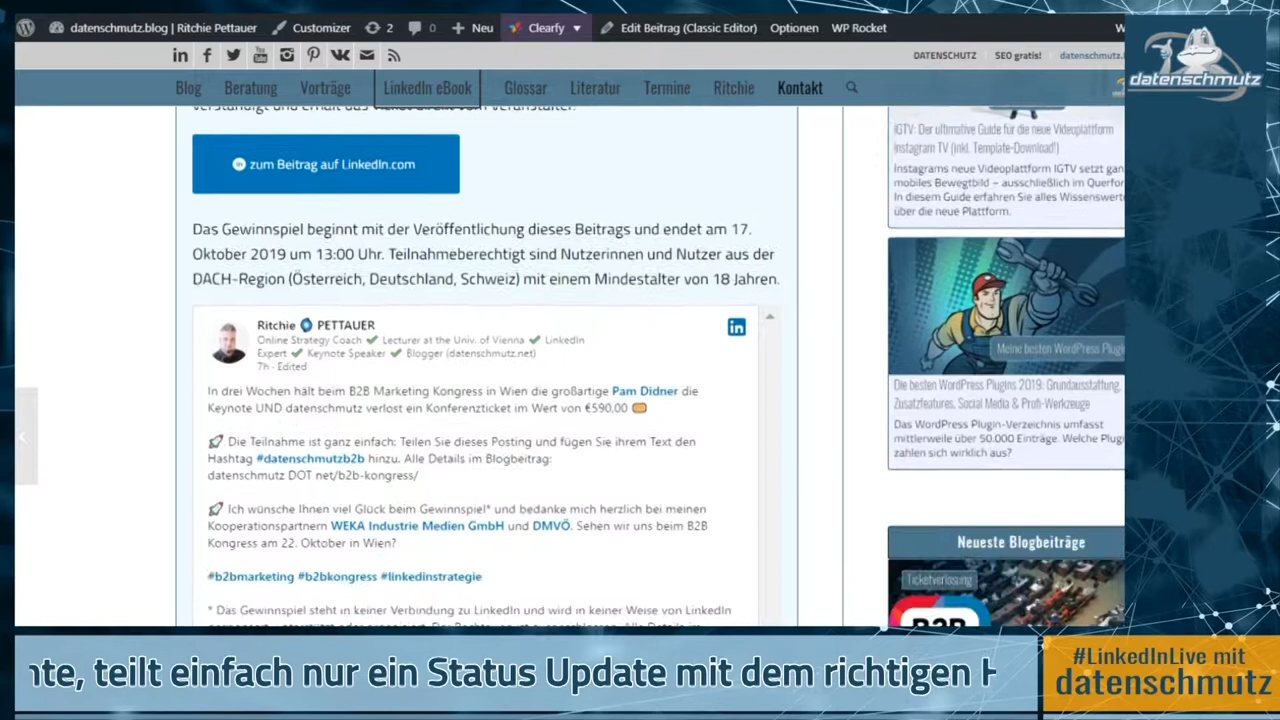 datenschmutz.blog | Ritchie Pettauer
Customizer
2
0
Neu
Clearfy
Edit Beitrag (Classic Editor)
Optionen
WP Rocket
W
DATENSCHUTZ
SEO gratis!
datenschmutz.
Blog
Beratung
Vorträge
LinkedIn eBook
Glossar
Literatur
Termine
Ritchie
Kontakt
datenschmutz
zum Beitrag auf LinkedIn.com
Das Gewinnspiel beginnt mit der Veröffentlichung dieses Beitrags und endet am 17.
Oktober 2019 um 13:00 Uhr. Teilnahmeberechtigt sind Nutzerinnen und Nutzer aus der
DACH-Region (Österreich, Deutschland, Schweiz) mit einem Mindestalter von 18 Jahren.
Ritchie PETTAUER
Online Strategy Coach ✔ Lecturer at the Univ. of Vienna ✔ LinkedIn
Expert ✔ Keynote Speaker ✔ Blogger (datenschmutz.net)
7h · Edited
In drei Wochen hält beim B2B Marketing Kongress in Wien die großartige Pam Didner die
Keynote UND datenschmutz verlost ein Konferenzticket im Wert von €590.00
Die Teilnahme ist ganz einfach: Teilen Sie dieses Posting und fügen Sie ihrem Text den
Hashtag #datenschmutzb2b hinzu. Alle Details im Blogbeitrag:
datenschmutz DOT net/b2b-kongress/
Ich wünsche Ihnen viel Glück beim Gewinnspiel* und bedanke mich herzlich bei meinen
Kooperationspartnern WEKA Industrie Medien GmbH und DMVÖ. Sehen wir uns beim B2B
Kongress am 22. Oktober in Wien?
#b2bmarketing #b2bkongress #linkedinstrategie
* Das Gewinnspiel steht in keiner Verbindung zu LinkedIn und wird in keiner Weise von LinkedIn
IGTV: Der ultimative Guide für die neue Videoplattform
Instagram TV (inkl. Template-Download!)
Instagrams neue Videoplattform IGTV setzt gan
mobiles Bewegtbild – ausschließlich im Querfor
In diesem Guide erfahren Sie alles Wissenswerte
über die neue Plattform.
Meine besten WordPress Plugi
Die besten WordPress Plugins 2019: Grundausstattung,
Zusatzfeatures, Social Media & Profi-Werkzeuge
Das WordPress Plugin-Verzeichnis umfasst
mittlerweile über 50.000 Einträge. Welche Plugi
zahlen sich wirklich aus?
Neueste Blogbeiträge
Ticketverlosung
B2B
nte, teilt einfach nur ein Status Update mit dem richtigen H
#LinkedInLive mit
datenschmutz